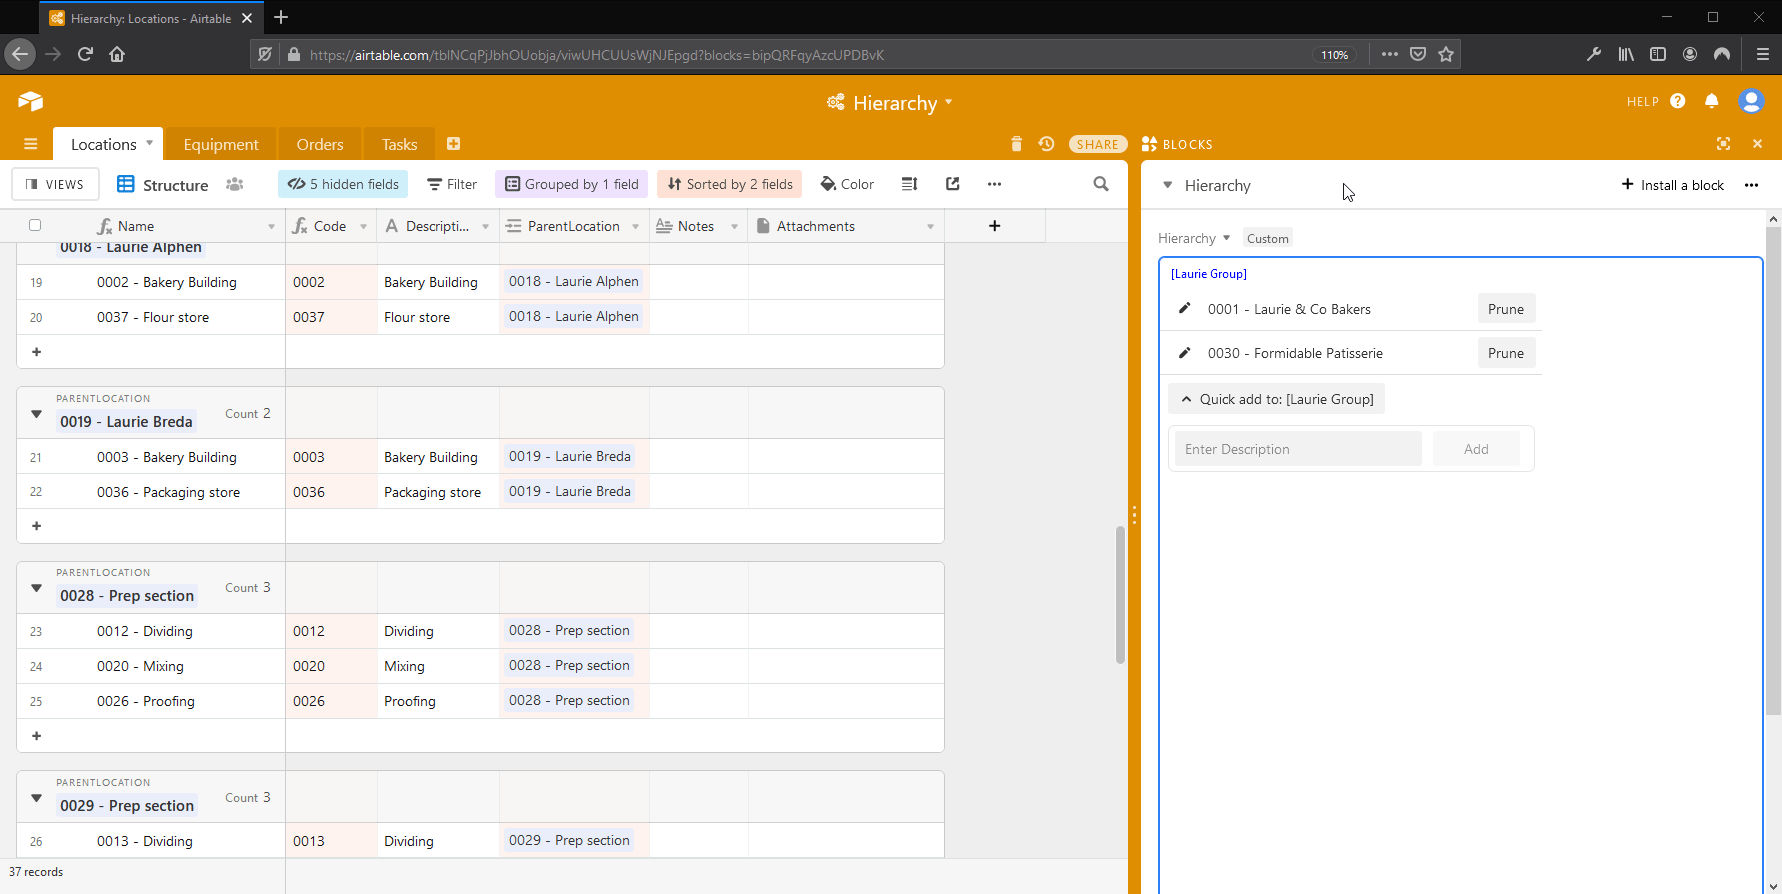 Hierarchy: Locations - Airtable
https://airtable.com/tblNCqPjJbhOUobja/viwUHCUUsWjNJEpgd?blocks=bipQRFqyAzcUPDBvK
110%
Hierarchy
HELP
Locations
Equipment
Orders
Tasks
SHARE
BLOCKS
VIEWS
Structure
5 hidden fields
Filter
Grouped by 1 field
Sorted by 2 fields
Color
Hierarchy
Install a block
Name
Code
Descripti...
ParentLocation
Notes
Attachments
0018 - Laurie Alphen
19 0002 - Bakery Building 0002 Bakery Building 0018 - Laurie Alphen
20 0037 - Flour store 0037 Flour store 0018 - Laurie Alphen
PARENTLOCATION
0019 - Laurie Breda
Count 2
21 0003 - Bakery Building 0003 Bakery Building 0019 - Laurie Breda
22 0036 - Packaging store 0036 Packaging store 0019 - Laurie Breda
PARENTLOCATION
0028 - Prep section
Count 3
23 0012 - Dividing 0012 Dividing 0028 - Prep section
24 0020 - Mixing 0020 Mixing 0028 - Prep section
25 0026 - Proofing 0026 Proofing 0028 - Prep section
PARENTLOCATION
0029 - Prep section
Count 3
26 0013 - Dividing 0013 Dividing 0029 - Prep section
37 records
Hierarchy
Custom
[Laurie Group]
0001 - Laurie & Co Bakers
Prune
0030 - Formidable Patisserie
Prune
Quick add to: [Laurie Group]
Enter Description
Add